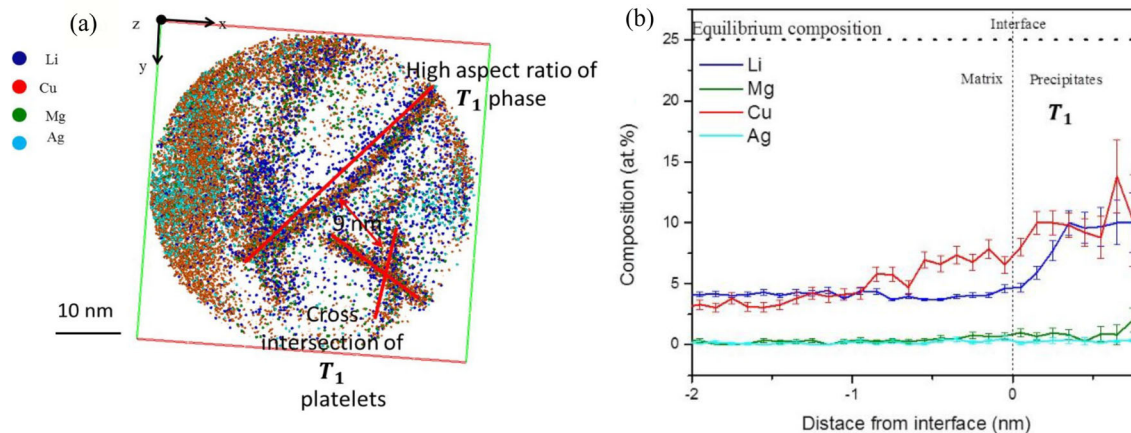 (a)
z
x
y
Li
Cu
Mg
Ag
High aspect ratio of
T₁ phase
9 nm
10 nm
Cross
intersection of
T₁
platelets
(b)
25
20
15
10
5
0
Composition (at.%)
Equilibrium composition
Interface
Li
Mg
Cu
Ag
Matrix
Precipitates
T₁
-2
-1
0
Distace from interface (nm)